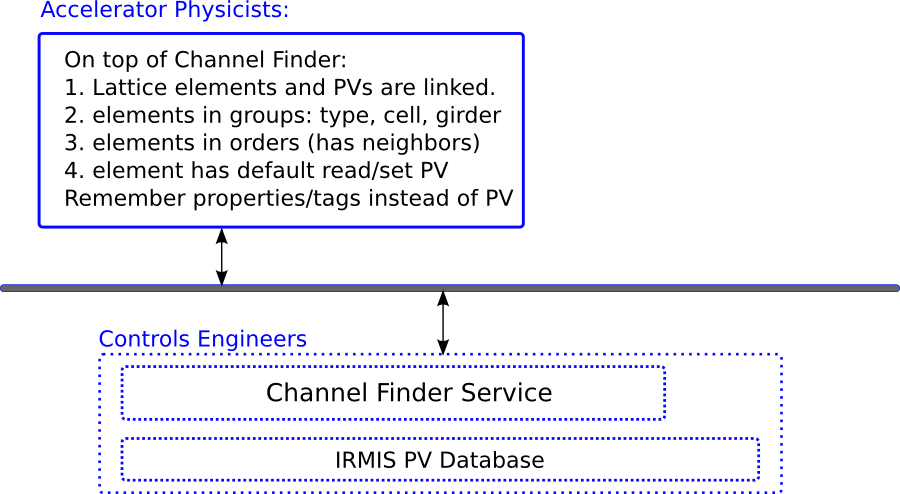 Accelerator Physicists:
On top of Channel Finder:
1. Lattice elements and PVs are linked.
2. elements in groups: type, cell, girder
3. elements in orders (has neighbors)
4. element has default read/set PV
Remember properties/tags instead of PV
Controls Engineers
Channel Finder Service
IRMIS PV Database